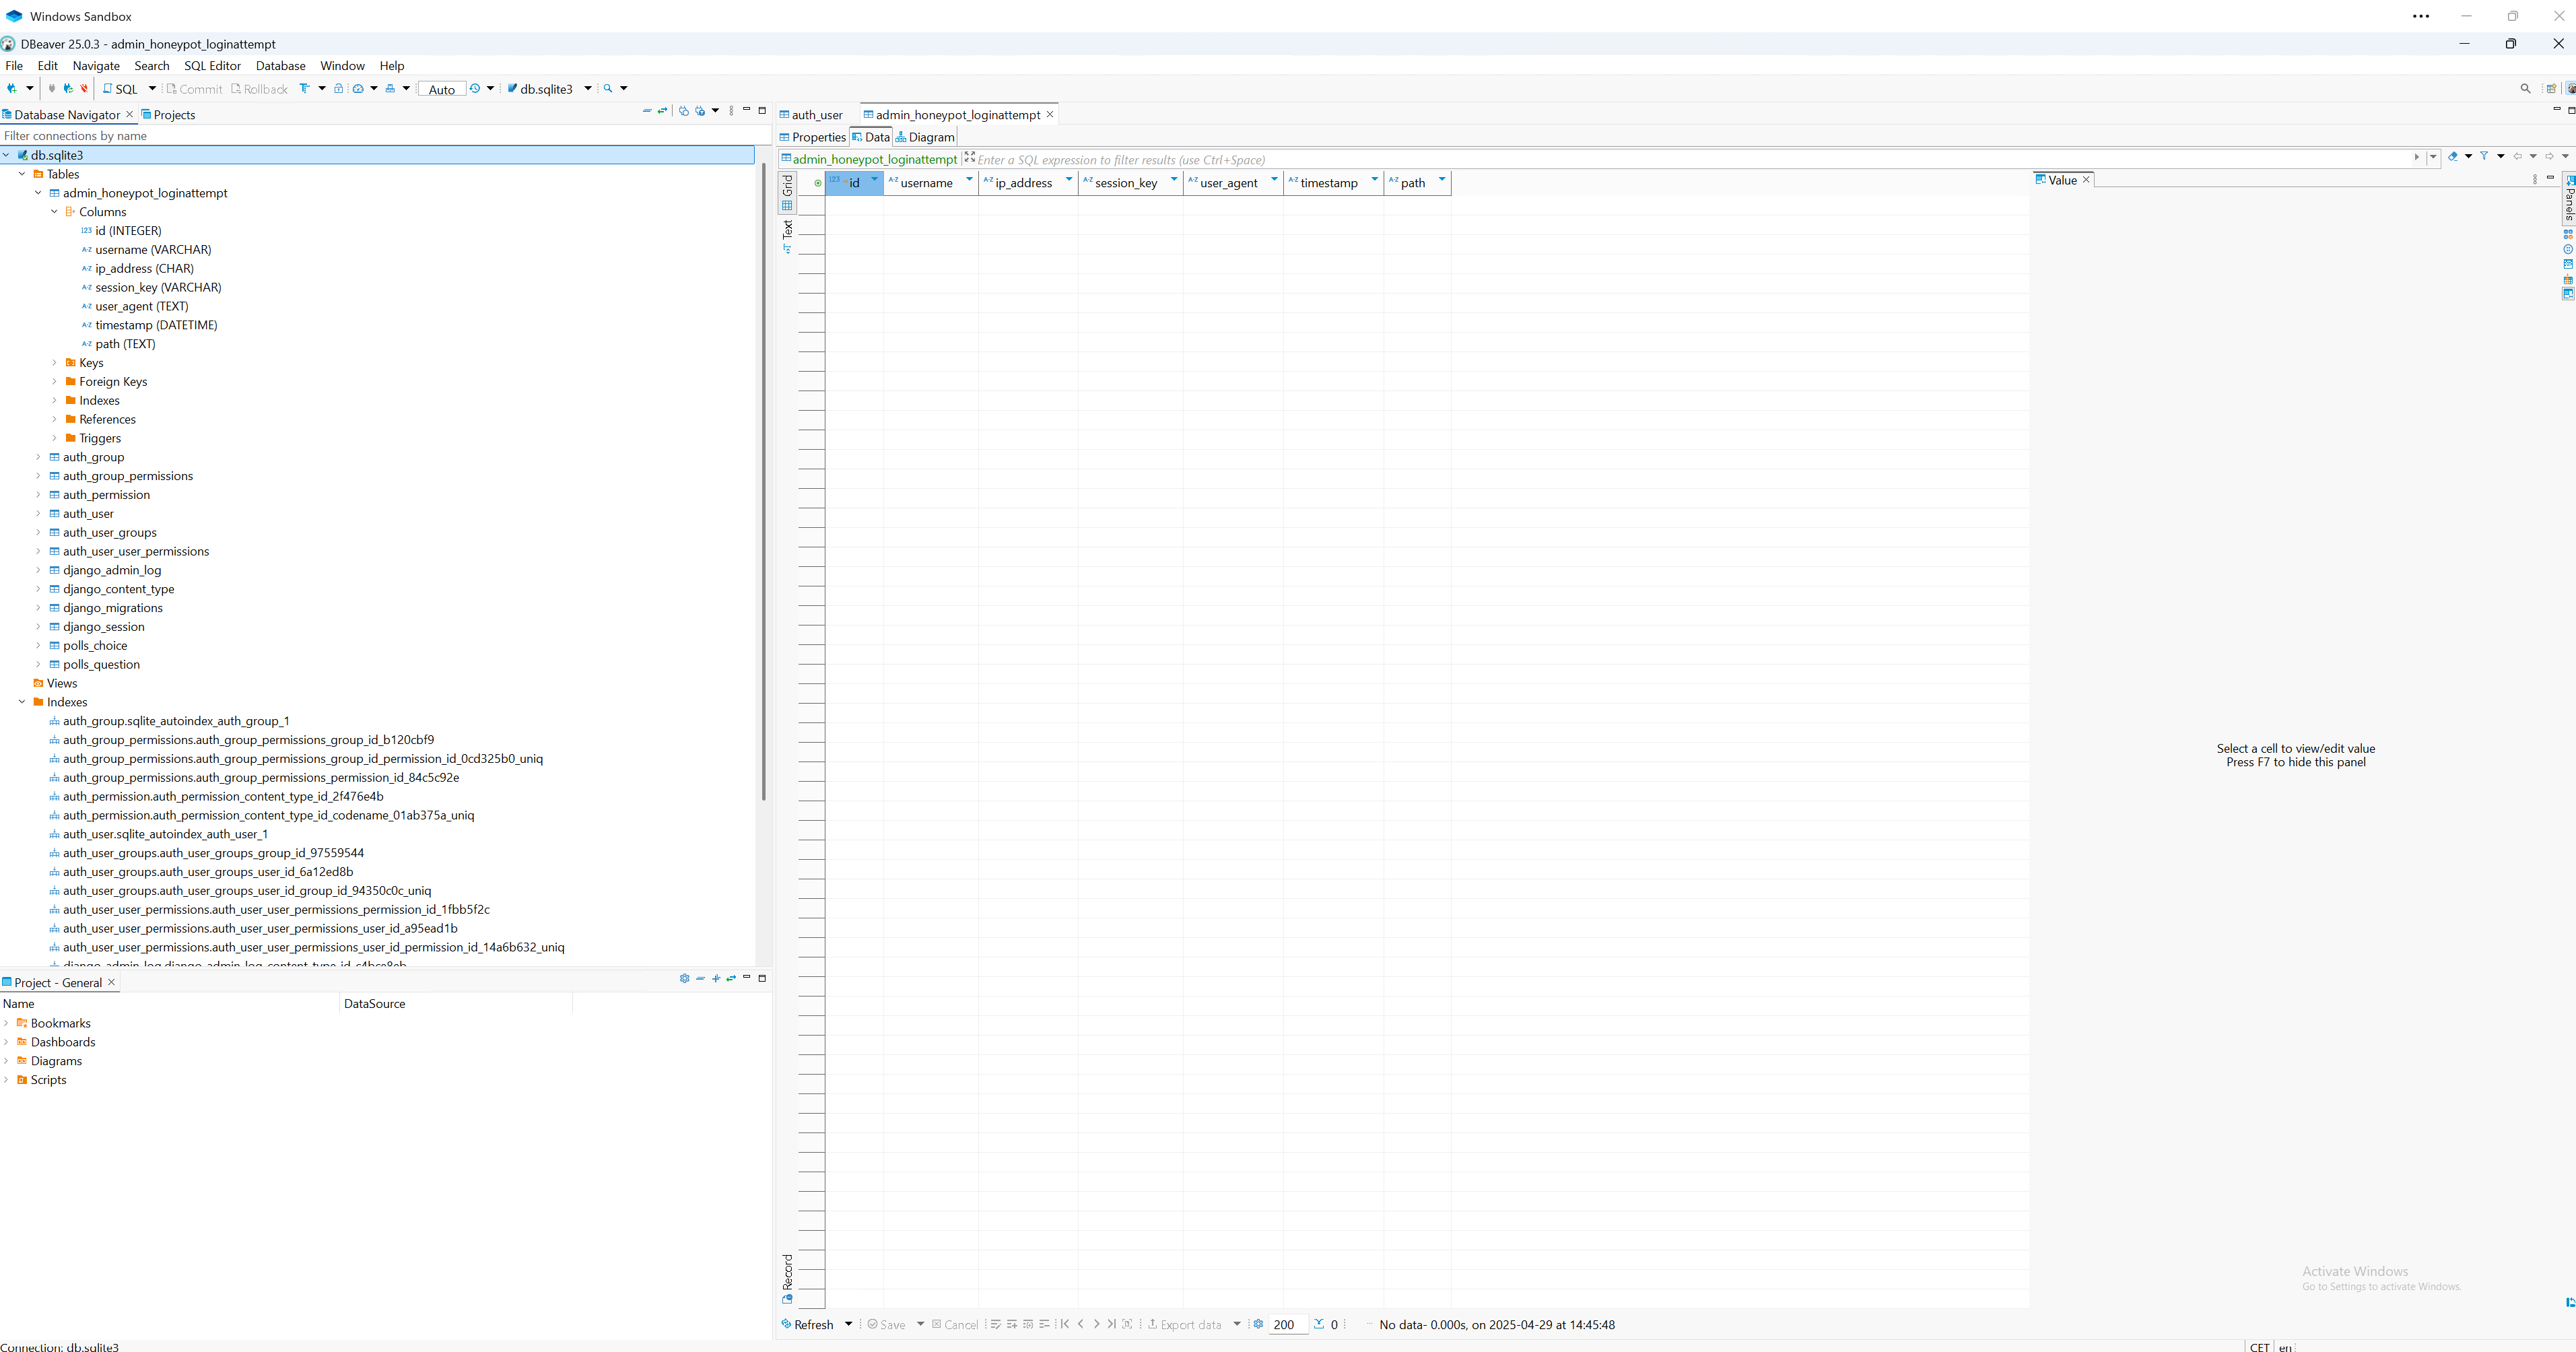 Windows Sandbox
DBeaver 25.0.3 - admin_honeypot_loginattempt
File Edit Navigate Search SQL Editor Database Window Help
SQL Commit Rollback Auto db.sqlite3
Database Navigator Projects
Filter connections by name
db.sqlite3
Tables
admin_honeypot_loginattempt
Columns
123 id (INTEGER)
A-Z username (VARCHAR)
A-Z ip_address (CHAR)
A-Z session_key (VARCHAR)
A-Z user_agent (TEXT)
A-Z timestamp (DATETIME)
A-Z path (TEXT)
Keys
Foreign Keys
Indexes
References
Triggers
auth_group
auth_group_permissions
auth_permission
auth_user
auth_user_groups
auth_user_user_permissions
django_admin_log
django_content_type
django_migrations
django_session
polls_choice
polls_question
Views
Indexes
auth_group.sqlite_autoindex_auth_group_1
auth_group_permissions.auth_group_permissions_group_id_b120cbf9
auth_group_permissions.auth_group_permissions_group_id_permission_id_0cd325b0_uniq
auth_group_permissions.auth_group_permissions_permission_id_84c5c92e
auth_permission.auth_permission_content_type_id_2f476e4b
auth_permission.auth_permission_content_type_id_codename_01ab375a_uniq
auth_user.sqlite_autoindex_auth_user_1
auth_user_groups.auth_user_groups_group_id_97559544
auth_user_groups.auth_user_groups_user_id_6a12ed8b
auth_user_groups.auth_user_groups_user_id_group_id_94350c0c_uniq
auth_user_user_permissions.auth_user_user_permissions_permission_id_1fbb5f2c
auth_user_user_permissions.auth_user_user_permissions_user_id_a95ead1b
auth_user_user_permissions.auth_user_user_permissions_user_id_permission_id_14a6b632_uniq
django_admin_log.django_admin_log_content_type_id_c4bce8eb
Project - General
Name DataSource
Bookmarks
Dashboards
Diagrams
Scripts
auth_user admin_honeypot_loginattempt
Properties Data Diagram
admin_honeypot_loginattempt Enter a SQL expression to filter results (use Ctrl+Space)
Grid
Text
Record
123 id A-Z username A-Z ip_address A-Z session_key A-Z user_agent A-Z timestamp A-Z path
Value
Panels
Select a cell to view/edit value
Press F7 to hide this panel
Activate Windows
Go to Settings to activate Windows.
Refresh Save Cancel Export data 200 0 No data - 0.000s, on 2025-04-29 at 14:45:48
Connection: db.sqlite3 CET en